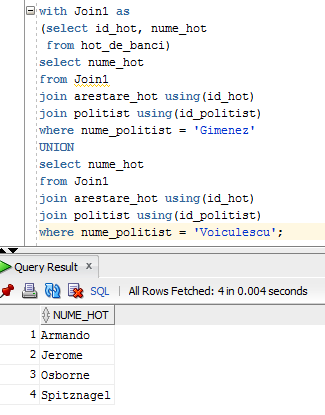 with Join1 as
(select id_hot, nume_hot
from hot_de_banci)
select nume_hot
from Join1
join arestare_hot using(id_hot)
join politist using(id_politist)
where nume_politist = 'Gimenez'
UNION
select nume_hot
from Join1
join arestare_hot using(id_hot)
join politist using(id_politist)
where nume_politist = 'Voiculescu';
Query Result x
SQL | All Rows Fetched: 4 in 0.004 seconds
NUME_HOT
1 Armando
2 Jerome
3 Osborne
4 Spitznagel